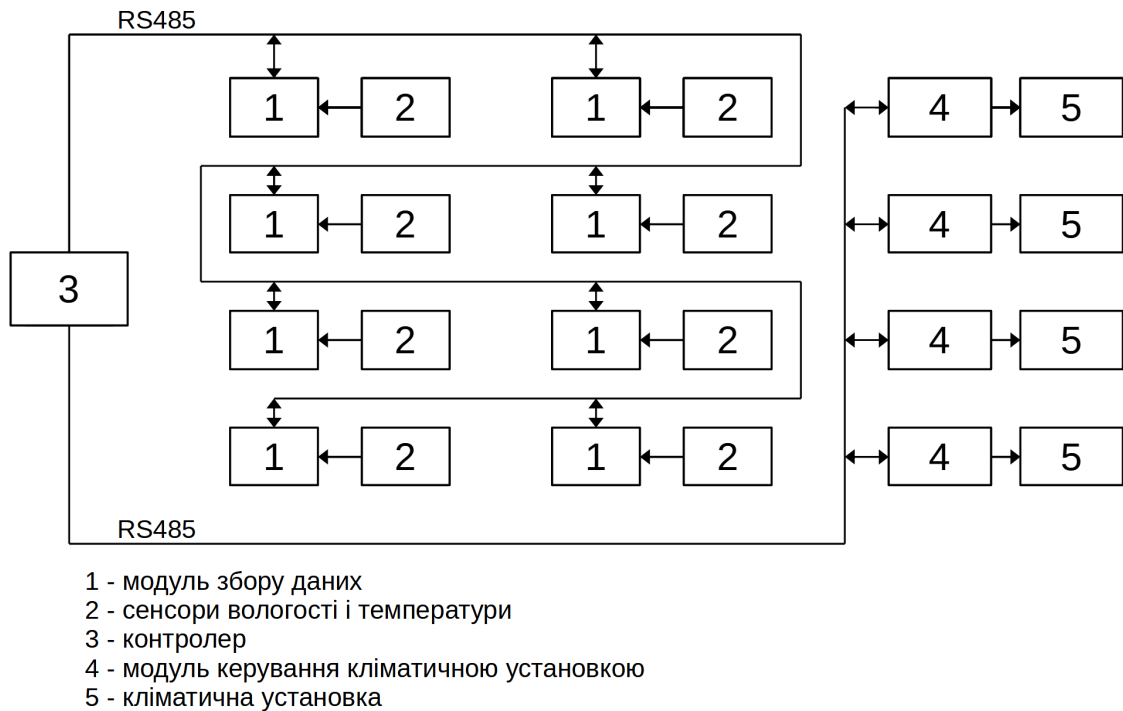 RS485
1 2 1 2 4 5
1 2 1 2 4 5
3
1 2 1 2 4 5
1 2 1 2 4 5
RS485
1 - модуль збору даних
2 - сенсори вологості і температури
3 - контролер
4 - модуль керування кліматичною установкою
5 - кліматична установка